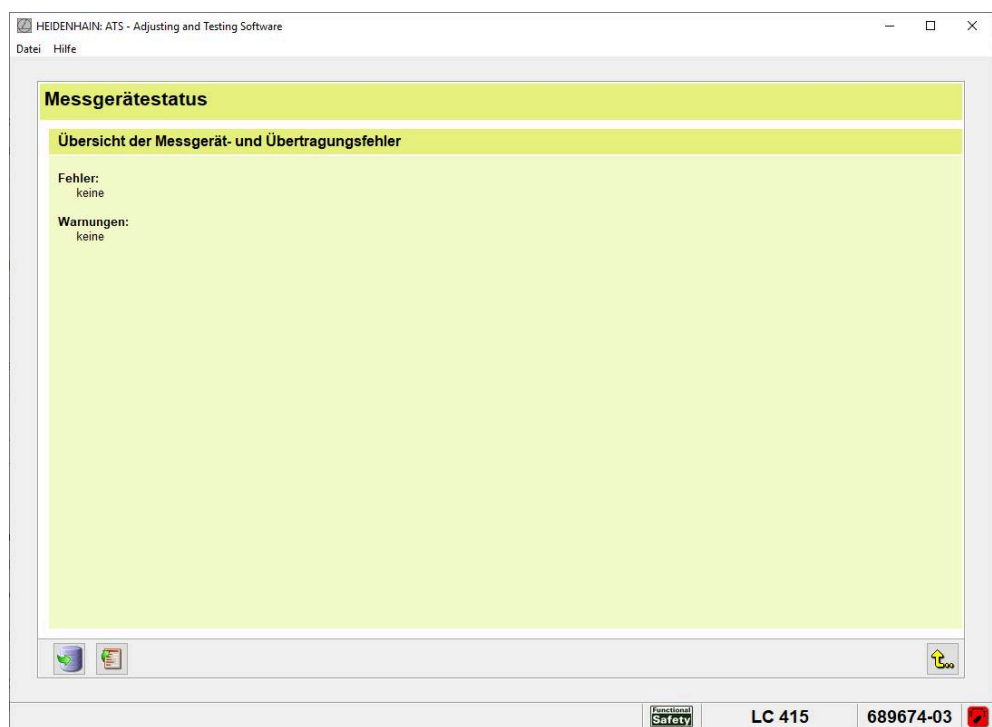 HEIDENHAIN: ATS - Adjusting and Testing Software
Datei Hilfe
Messgerätestatus
Übersicht der Messgerät- und Übertragungsfehler
Fehler:
keine
Warnungen:
keine
Functional
Safety
LC 415
689674-03